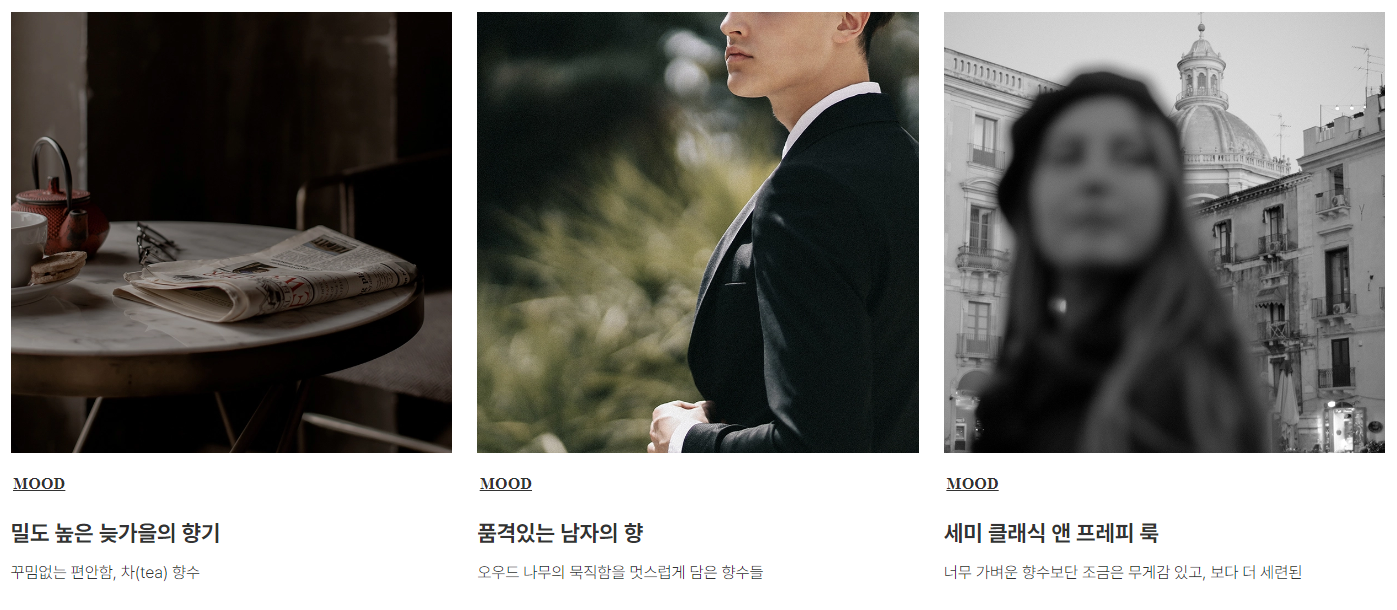 MOOD
밀도 높은 늦가을의 향기
꾸밈없는 편안함, 차(tea) 향수
MOOD
품격있는 남자의 향
오우드 나무의 묵직함을 멋스럽게 담은 향수들
MOOD
세미 클래식 앤 프레피 룩
너무 가벼운 향수보단 조금은 무게감 있고, 보다 더 세련된